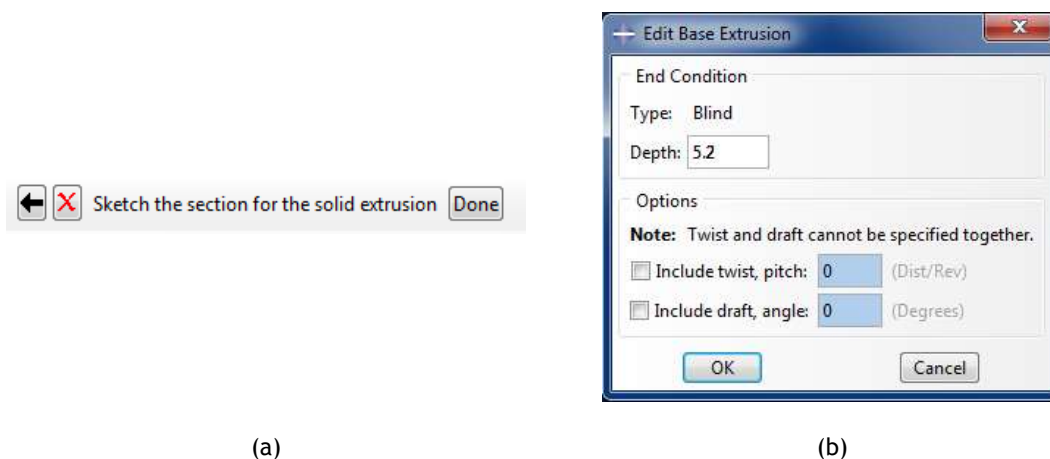 Sketch the section for the solid extrusion Done
Edit Base Extrusion
End Condition
Type: Blind
Depth: 5.2
Options
Note: Twist and draft cannot be specified together.
Include twist, pitch: 0 (Dist/Rev)
Include draft, angle: 0 (Degrees)
OK Cancel
(a) (b)